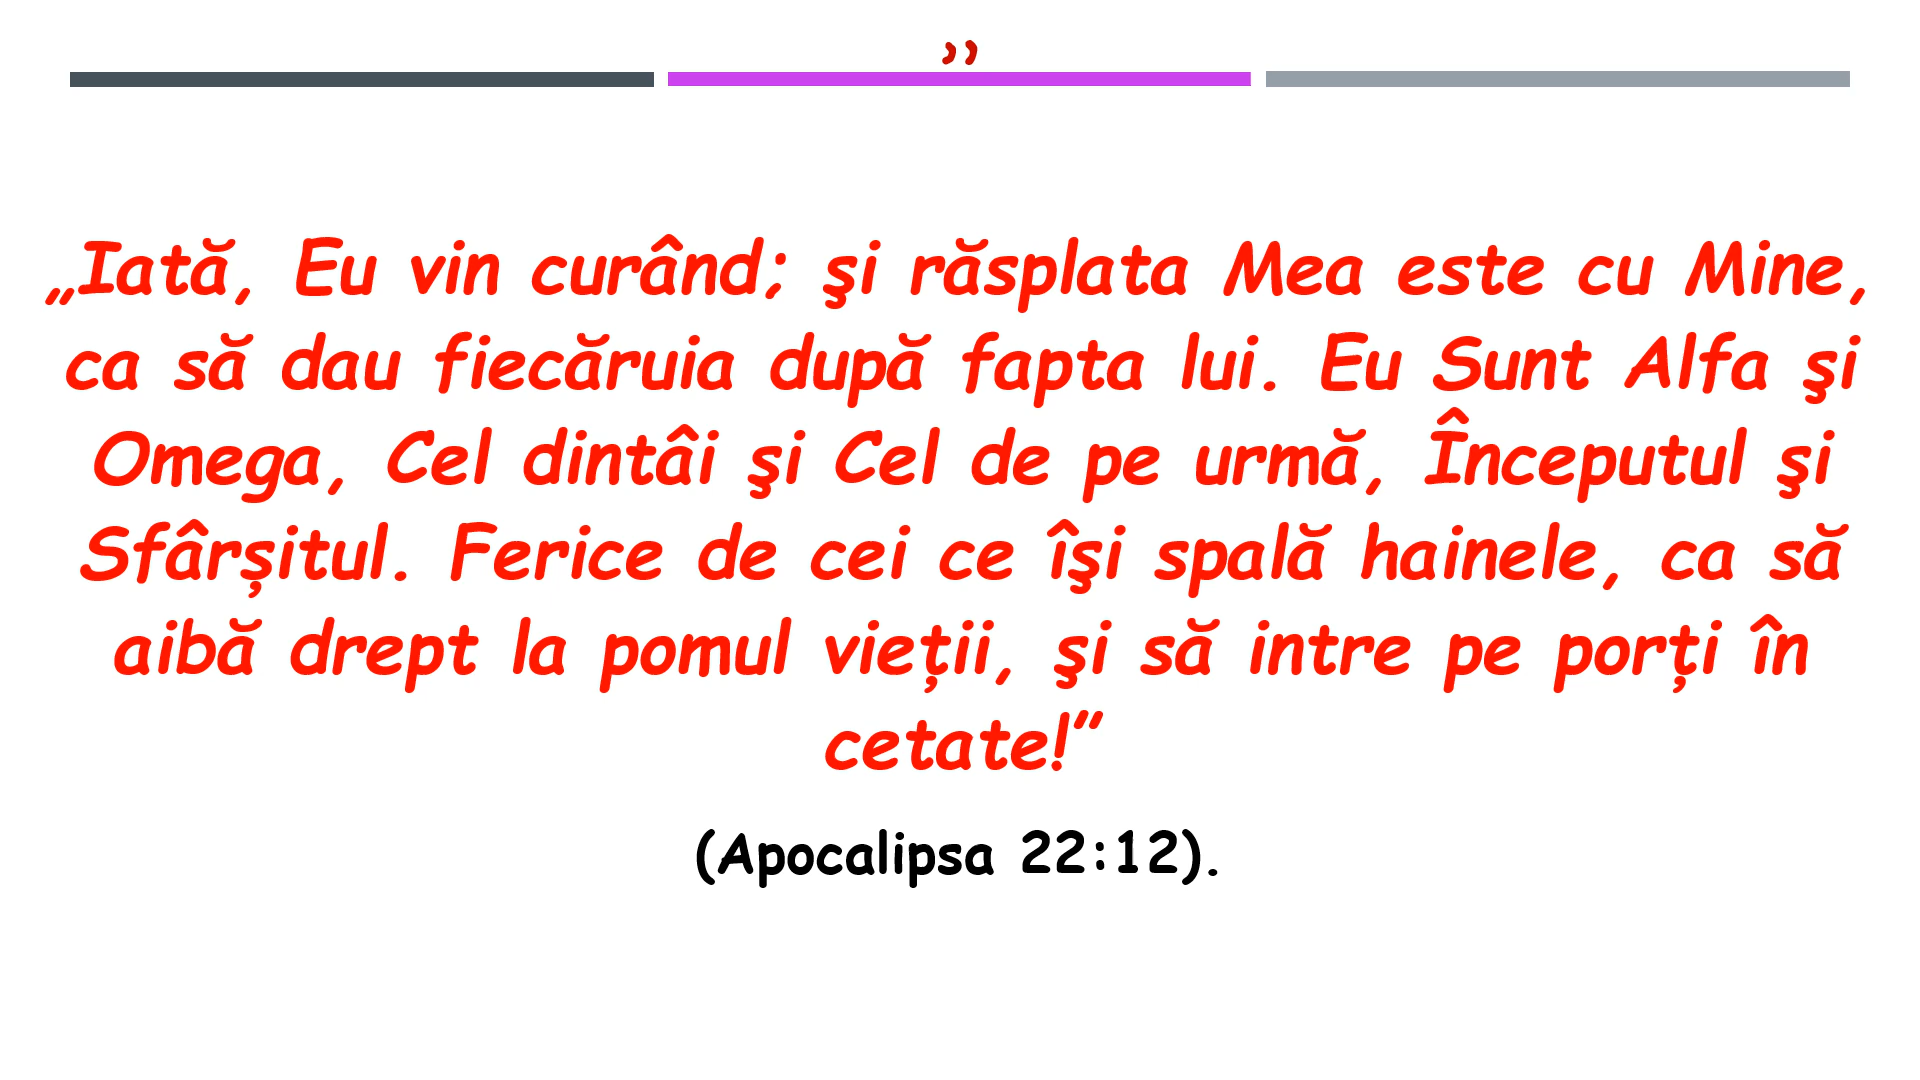 ’’
„Iată, Eu vin curând; şi răsplata Mea este cu Mine,
ca să dau fiecăruia după fapta lui. Eu Sunt Alfa şi
Omega, Cel dintâi şi Cel de pe urmă, Începutul şi
Sfârșitul. Ferice de cei ce îşi spală hainele, ca să
aibă drept la pomul vieții, şi să intre pe porți în
cetate!”
(Apocalipsa 22:12).